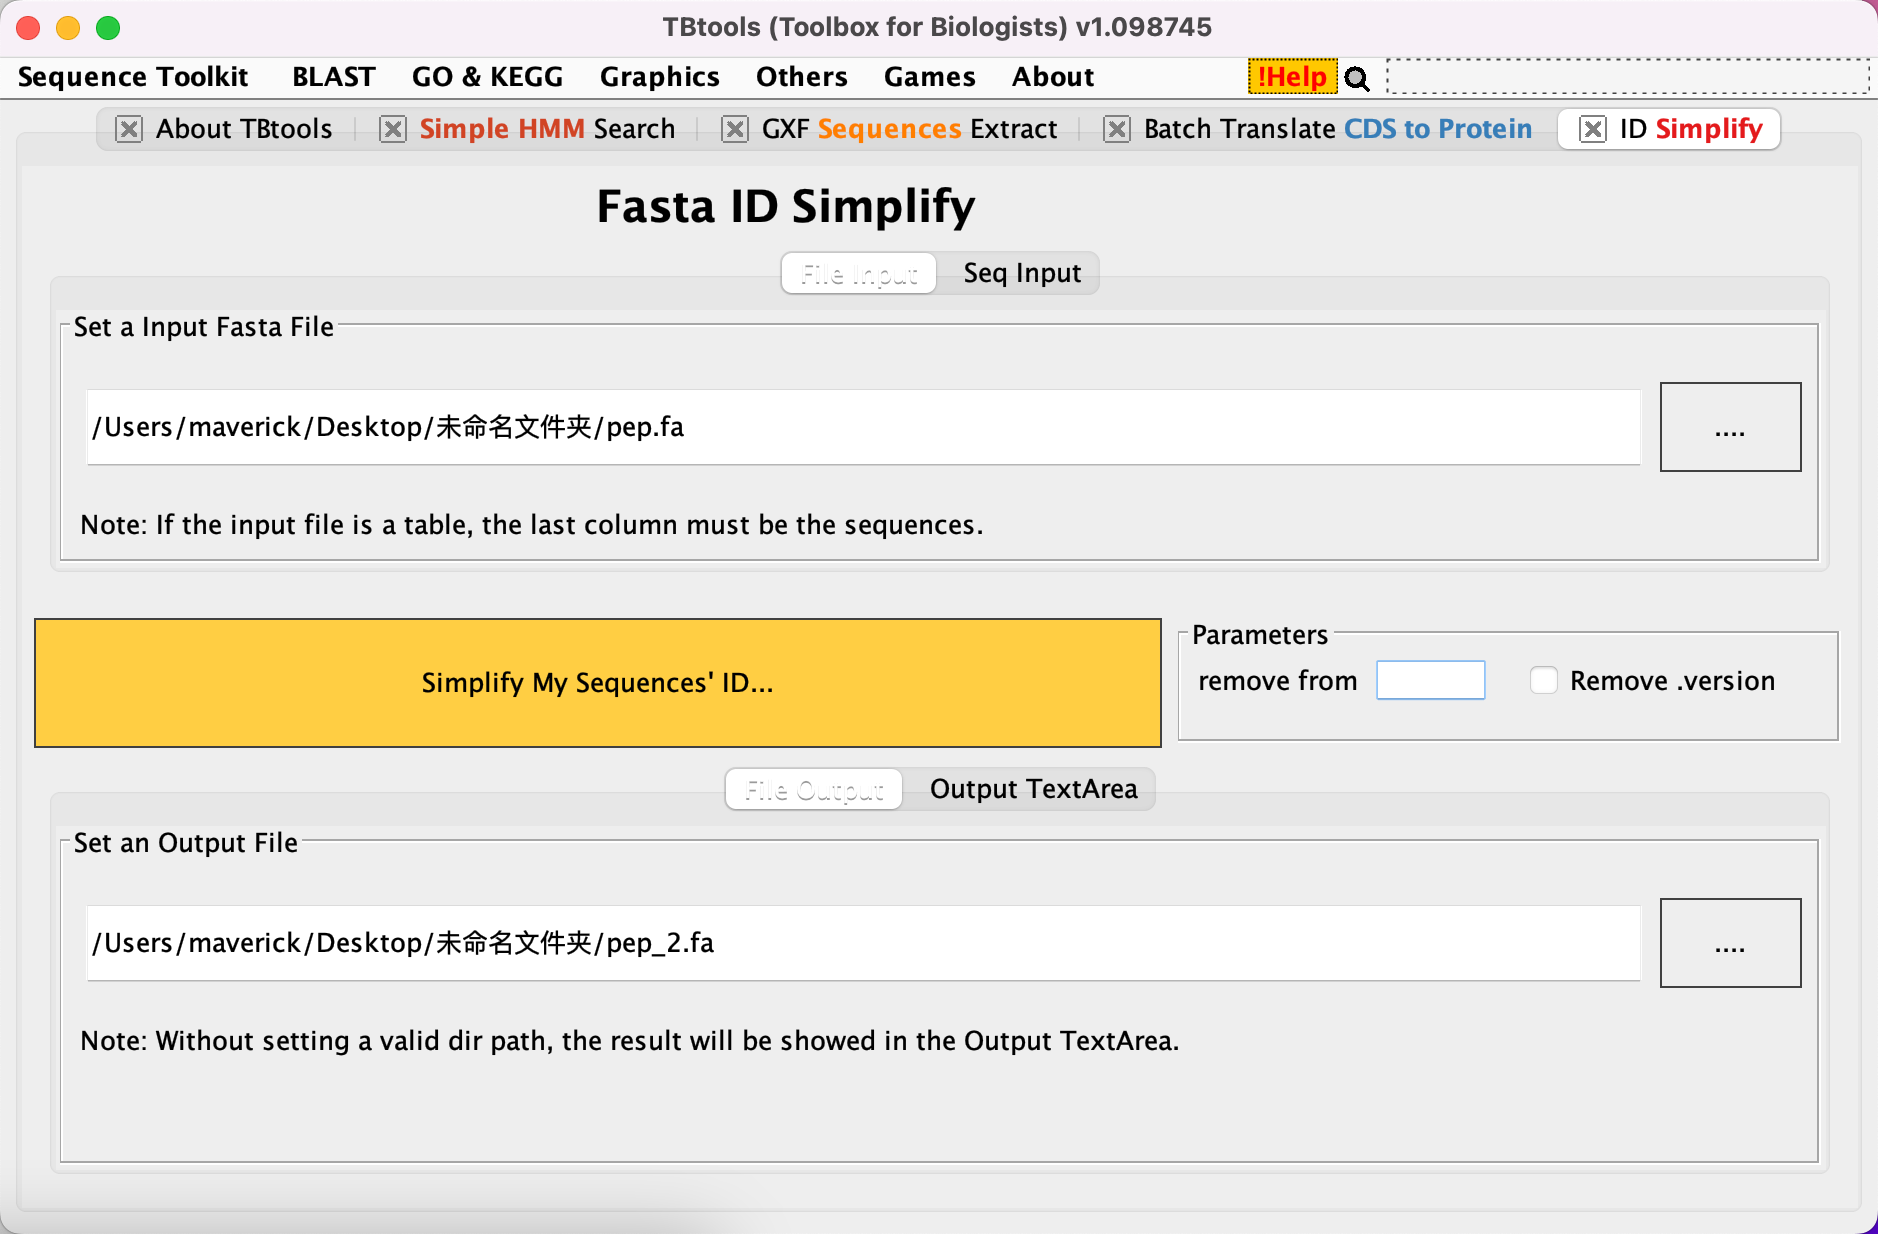 TBtools (Toolbox for Biologists) v1.098745
Sequence Toolkit BLAST GO & KEGG Graphics Others Games About !Help
About TBtools Simple HMM Search GXF Sequences Extract Batch Translate CDS to Protein ID Simplify
Fasta ID Simplify
File Input Seq Input
Set a Input Fasta File
/Users/maverick/Desktop/未命名文件夹/pep.fa
....
Note: If the input file is a table, the last column must be the sequences.
Simplify My Sequences' ID...
Parameters
remove from Remove .version
File Output Output TextArea
Set an Output File
/Users/maverick/Desktop/未命名文件夹/pep_2.fa
....
Note: Without setting a valid dir path, the result will be showed in the Output TextArea.